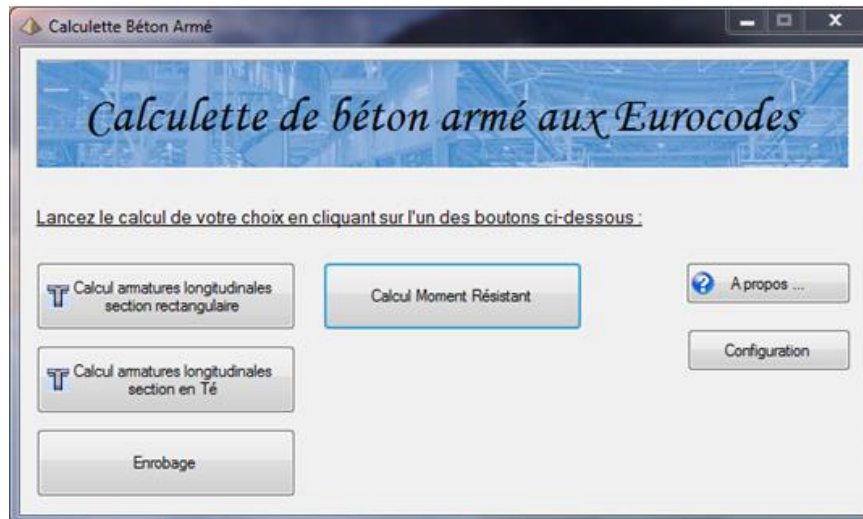 Calculette Béton Armé
Calculette de béton armé aux Eurocodes
Lancez le calcul de votre choix en cliquant sur l'un des boutons ci-dessous :
Calcul armatures longitudinales
section rectangulaire
Calcul Moment Résistant
A propos ...
Calcul armatures longitudinales
section en Té
Configuration
Enrobage